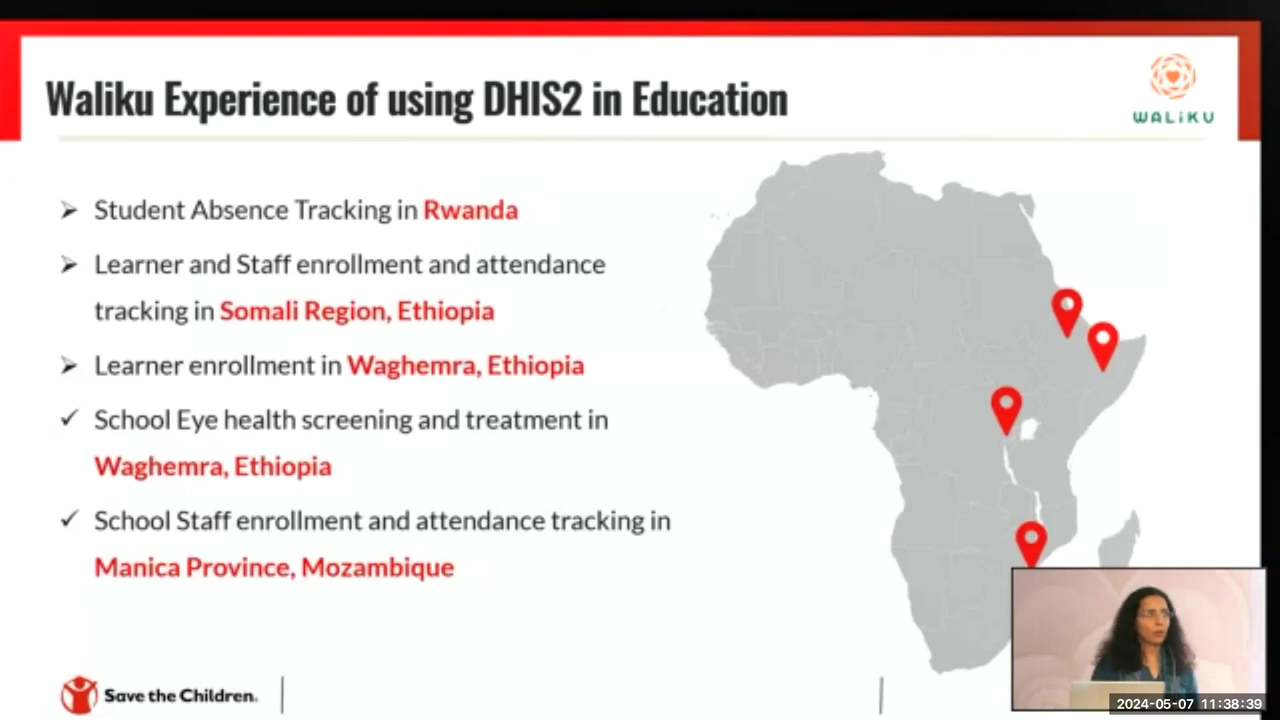 Waliku Experience of using DHIS2 in Education
WALIKU
Student Absence Tracking in Rwanda
Learner and Staff enrollment and attendance
tracking in Somali Region, Ethiopia
Learner enrollment in Waghemra, Ethiopia
School Eye health screening and treatment in
Waghemra, Ethiopia
School Staff enrollment and attendance tracking in
Manica Province, Mozambique
Save the Children.
2024-05-07 11:38:39